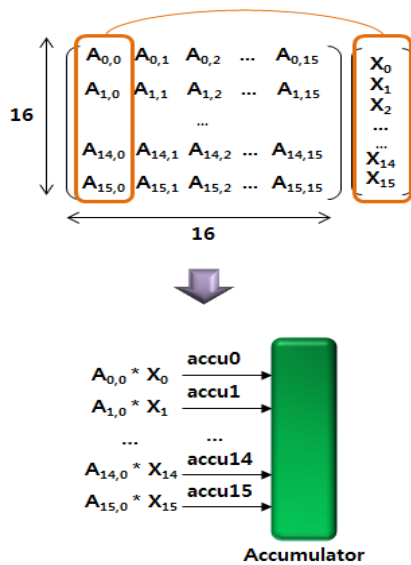 A0,0 A0,1 A0,2 ... A0,15
A1,0 A1,1 A1,2 ... A1,15
...
A14,0 A14,1 A14,2 ... A14,15
A15,0 A15,1 A15,2 ... A15,15
16
16
X0
X1
X2
...
...
X14
X15
A0,0 * X0 accu0
A1,0 * X1 accu1
... ...
A14,0 * X14 accu14
A15,0 * X15 accu15
Accumulator